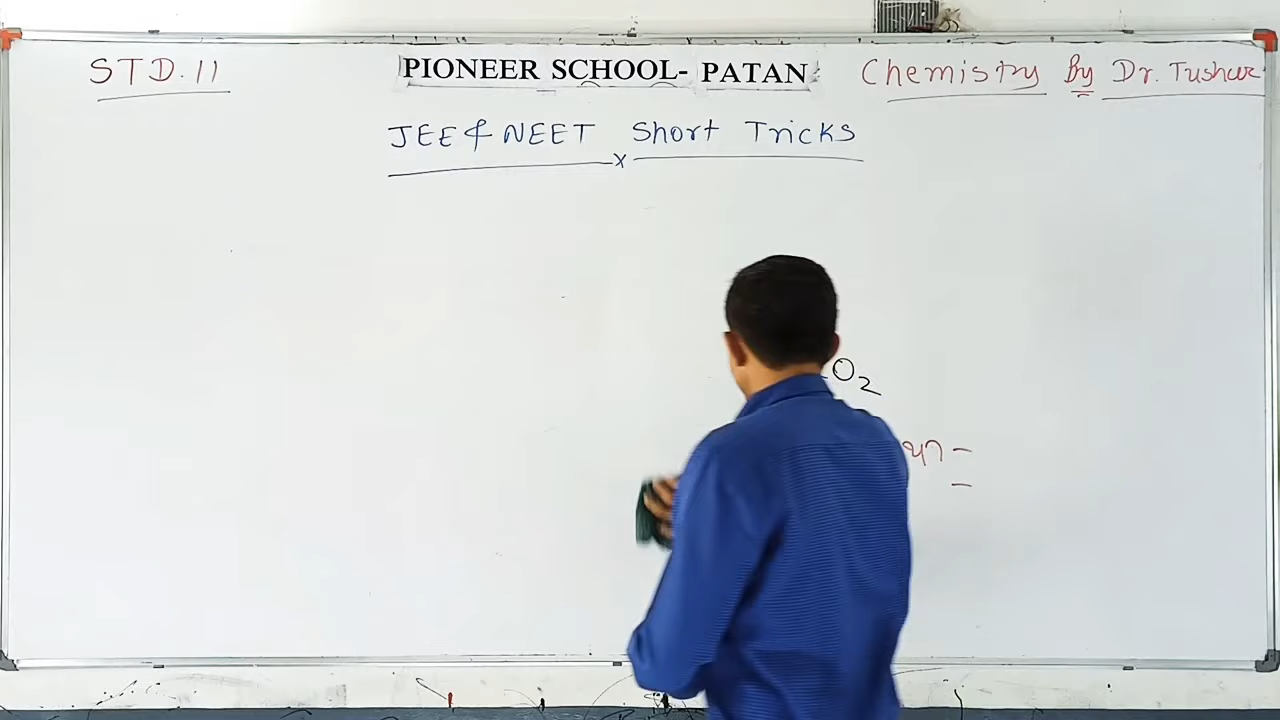 STD.11 PIONEER SCHOOL- PATAN Chemistry By Dr. Tushar
JEE & NEET Short Tricks
x
O2